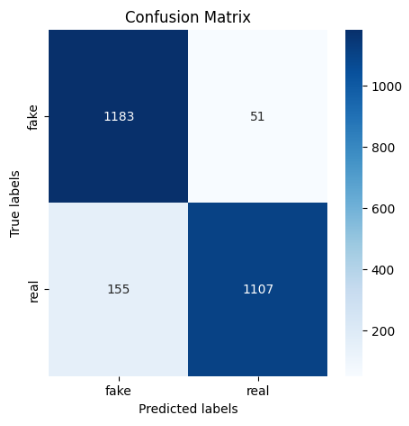 Confusion Matrix
True labels
fake
1183
51
real
155
1107
fake
real
Predicted labels
1000
800
600
400
200